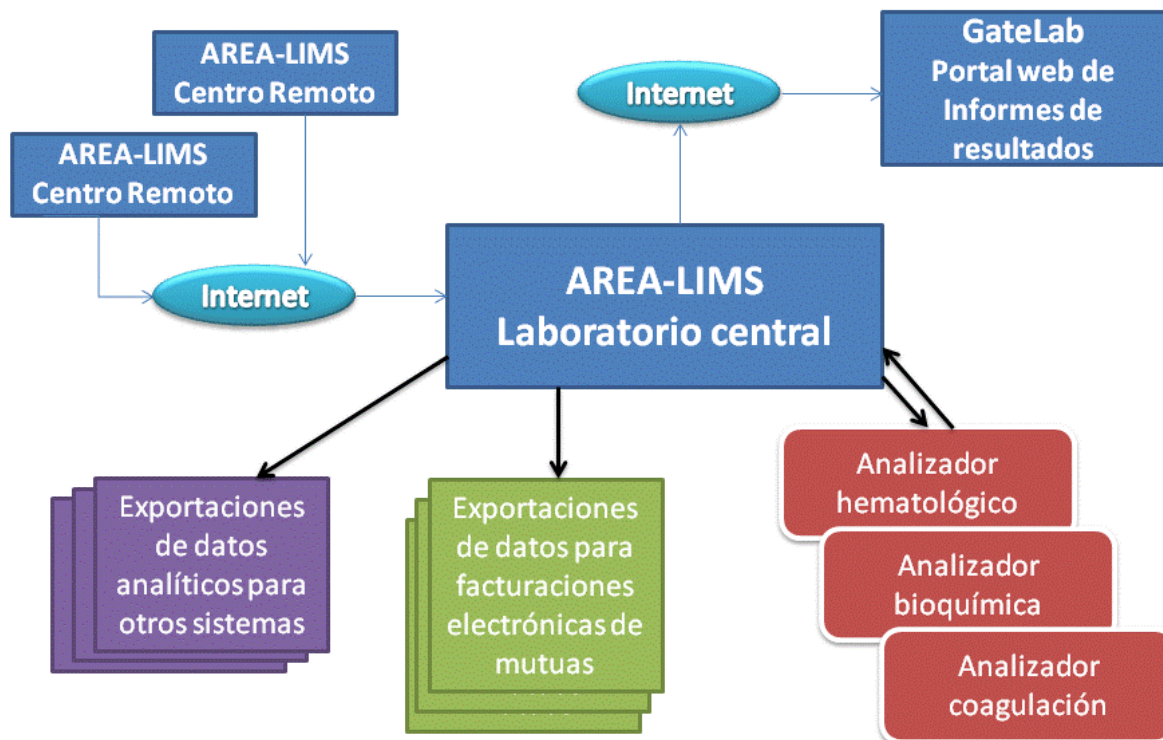 AREA-LIMS
Centro Remoto
AREA-LIMS
Centro Remoto
Internet
GateLab
Portal web de
Informes de
resultados
Internet
AREA-LIMS
Laboratorio central
Exportaciones
de datos
analíticos para
otros sistemas
Exportaciones
de datos para
facturaciones
electrónicas de
mutuas
Analizador
hematológico
Analizador
bioquímica
Analizador
coagulación